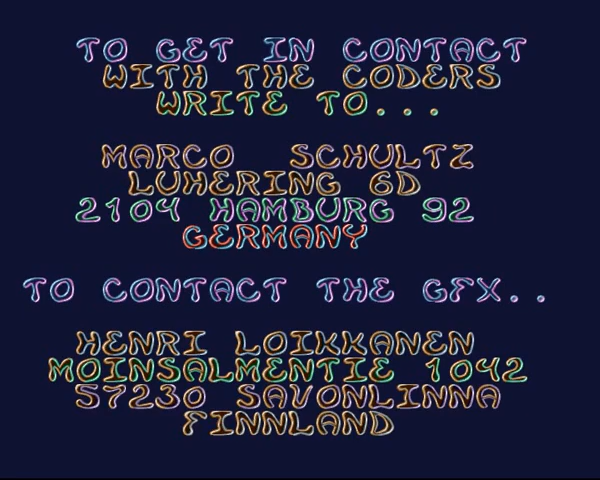 TO GET IN CONTACT
WITH THE CODERS
WRITE TO...
MARCO SCHULTZ
LUHERING 6D
2104 HAMBURG 92
GERMANY
TO CONTACT THE GFX..
HENRI LOIKKANEN
MOINSALMENTIE 1042
57230 SAVONLINNA
FINNLAND